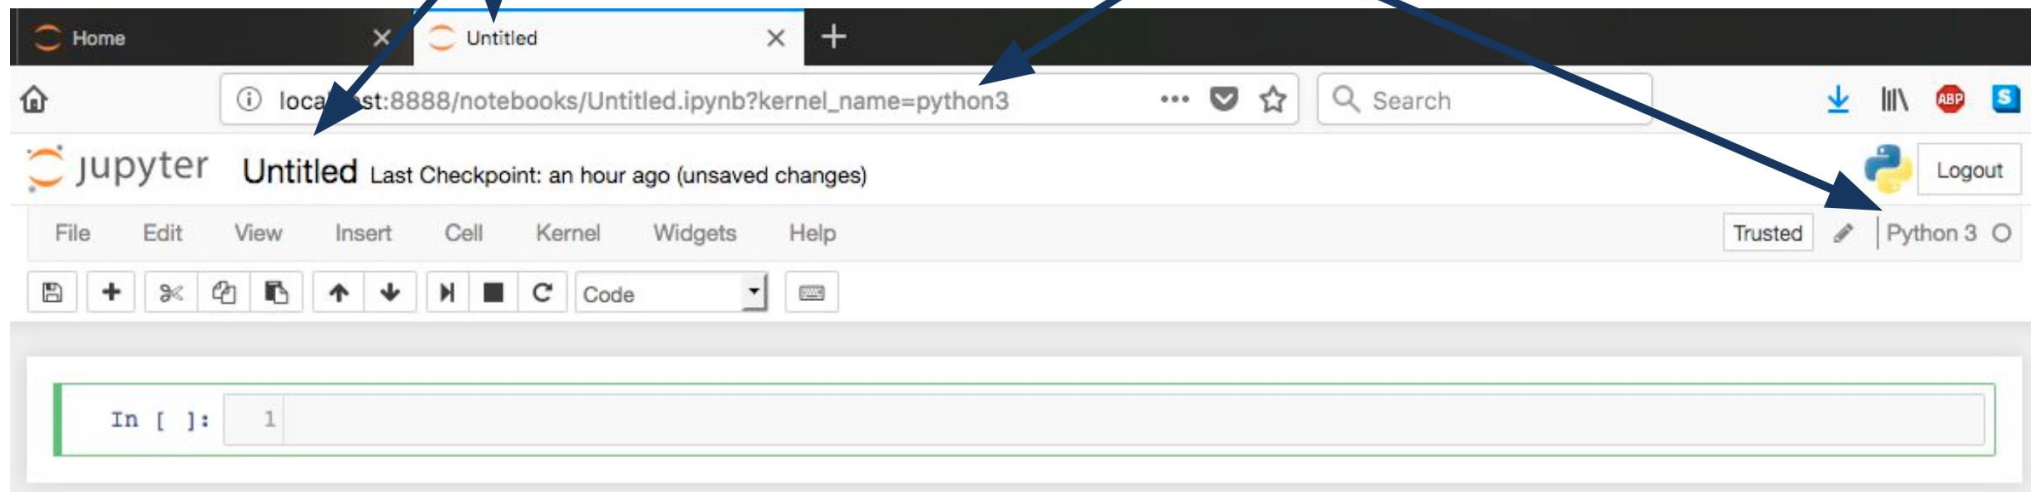 Home Untitled
localhost:8888/notebooks/Untitled.ipynb?kernel_name=python3 Search ABP S
jupyter Untitled Last Checkpoint: an hour ago (unsaved changes) Logout
File Edit View Insert Cell Kernel Widgets Help Trusted Python 3
Code
In [ ]: 1